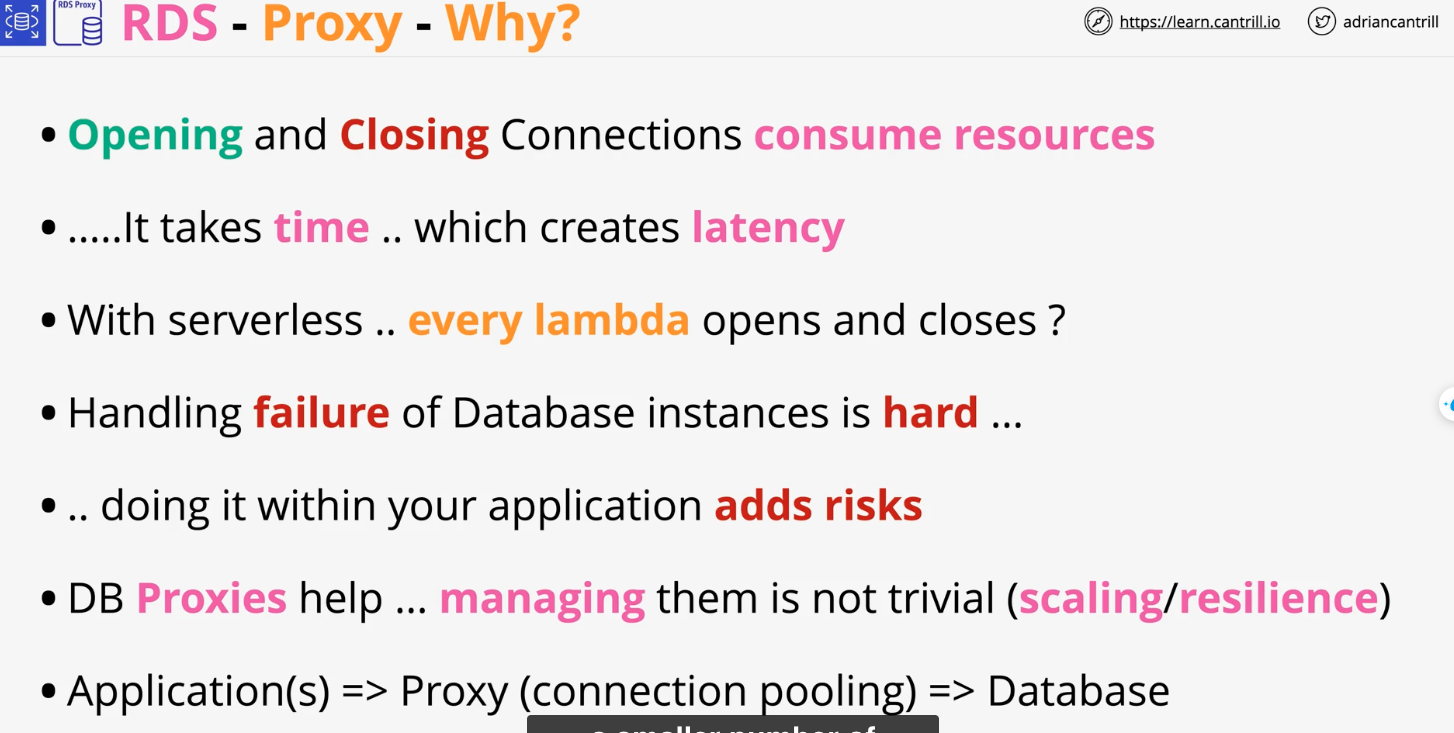 RDS Proxy
RDS - Proxy - Why?
https://learn.cantrill.io
adriancantrill
• Opening and Closing Connections consume resources
• .....It takes time .. which creates latency
• With serverless .. every lambda opens and closes ?
• Handling failure of Database instances is hard ...
• .. doing it within your application adds risks
• DB Proxies help ... managing them is not trivial (scaling/resilience)
• Application(s) => Proxy (connection pooling) => Database
a smaller number of